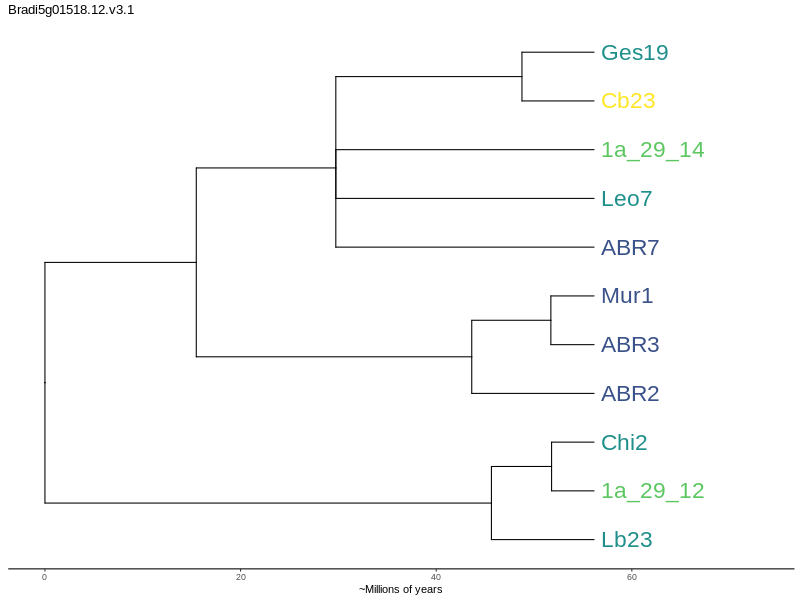 Bradi5g01518.12.v3.1
Ges19
Cb23
1a_29_14
Leo7
ABR7
Mur1
ABR3
ABR2
Chi2
1a_29_12
Lb23
0 20 40 60
~Millions of years